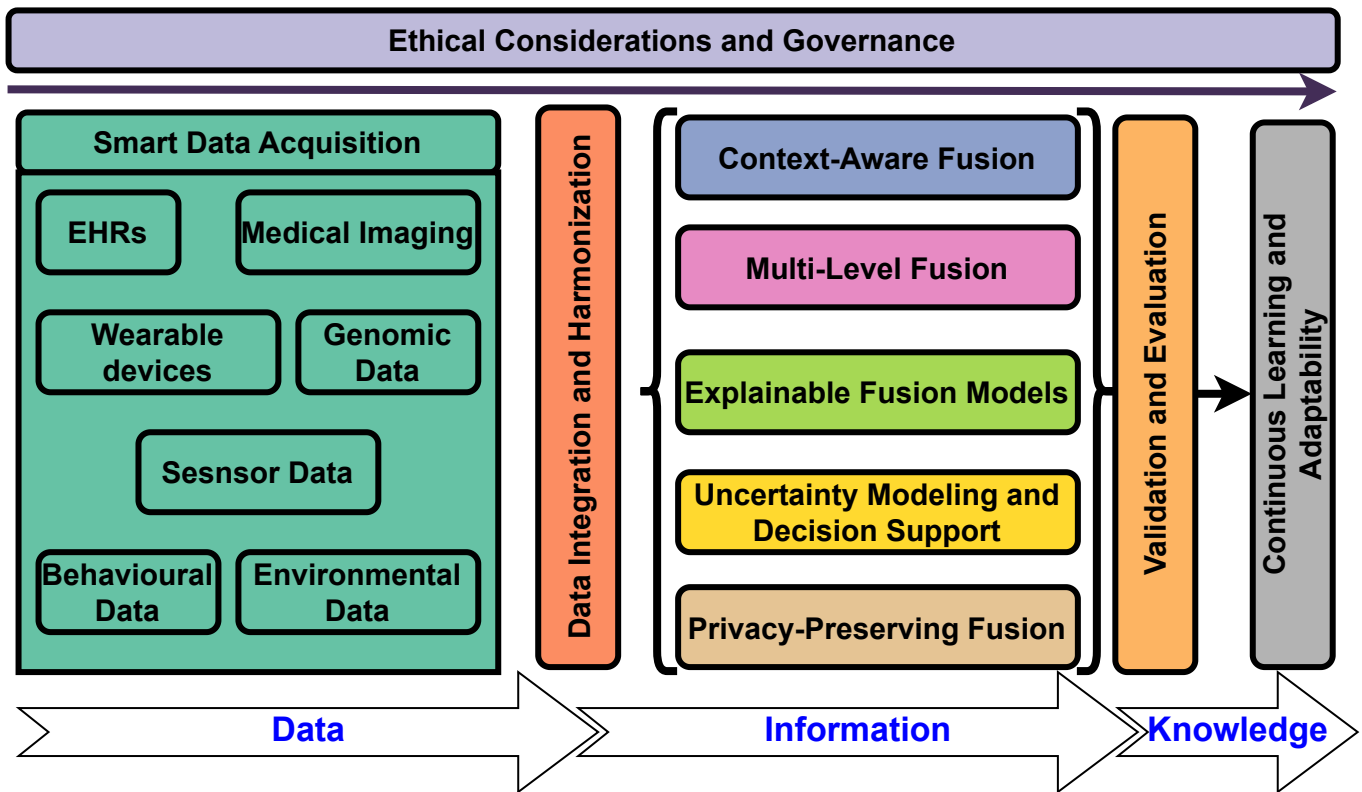 Ethical Considerations and Governance
Smart Data Acquisition
EHRs
Medical Imaging
Wearable
devices
Genomic
Data
Sesnsor Data
Behavioural
Data
Environmental
Data
Data Integration and Harmonization
Context-Aware Fusion
Multi-Level Fusion
Explainable Fusion Models
Uncertainty Modeling and
Decision Support
Privacy-Preserving Fusion
Validation and Evaluation
Continuous Learning and
Adaptability
Data
Information
Knowledge